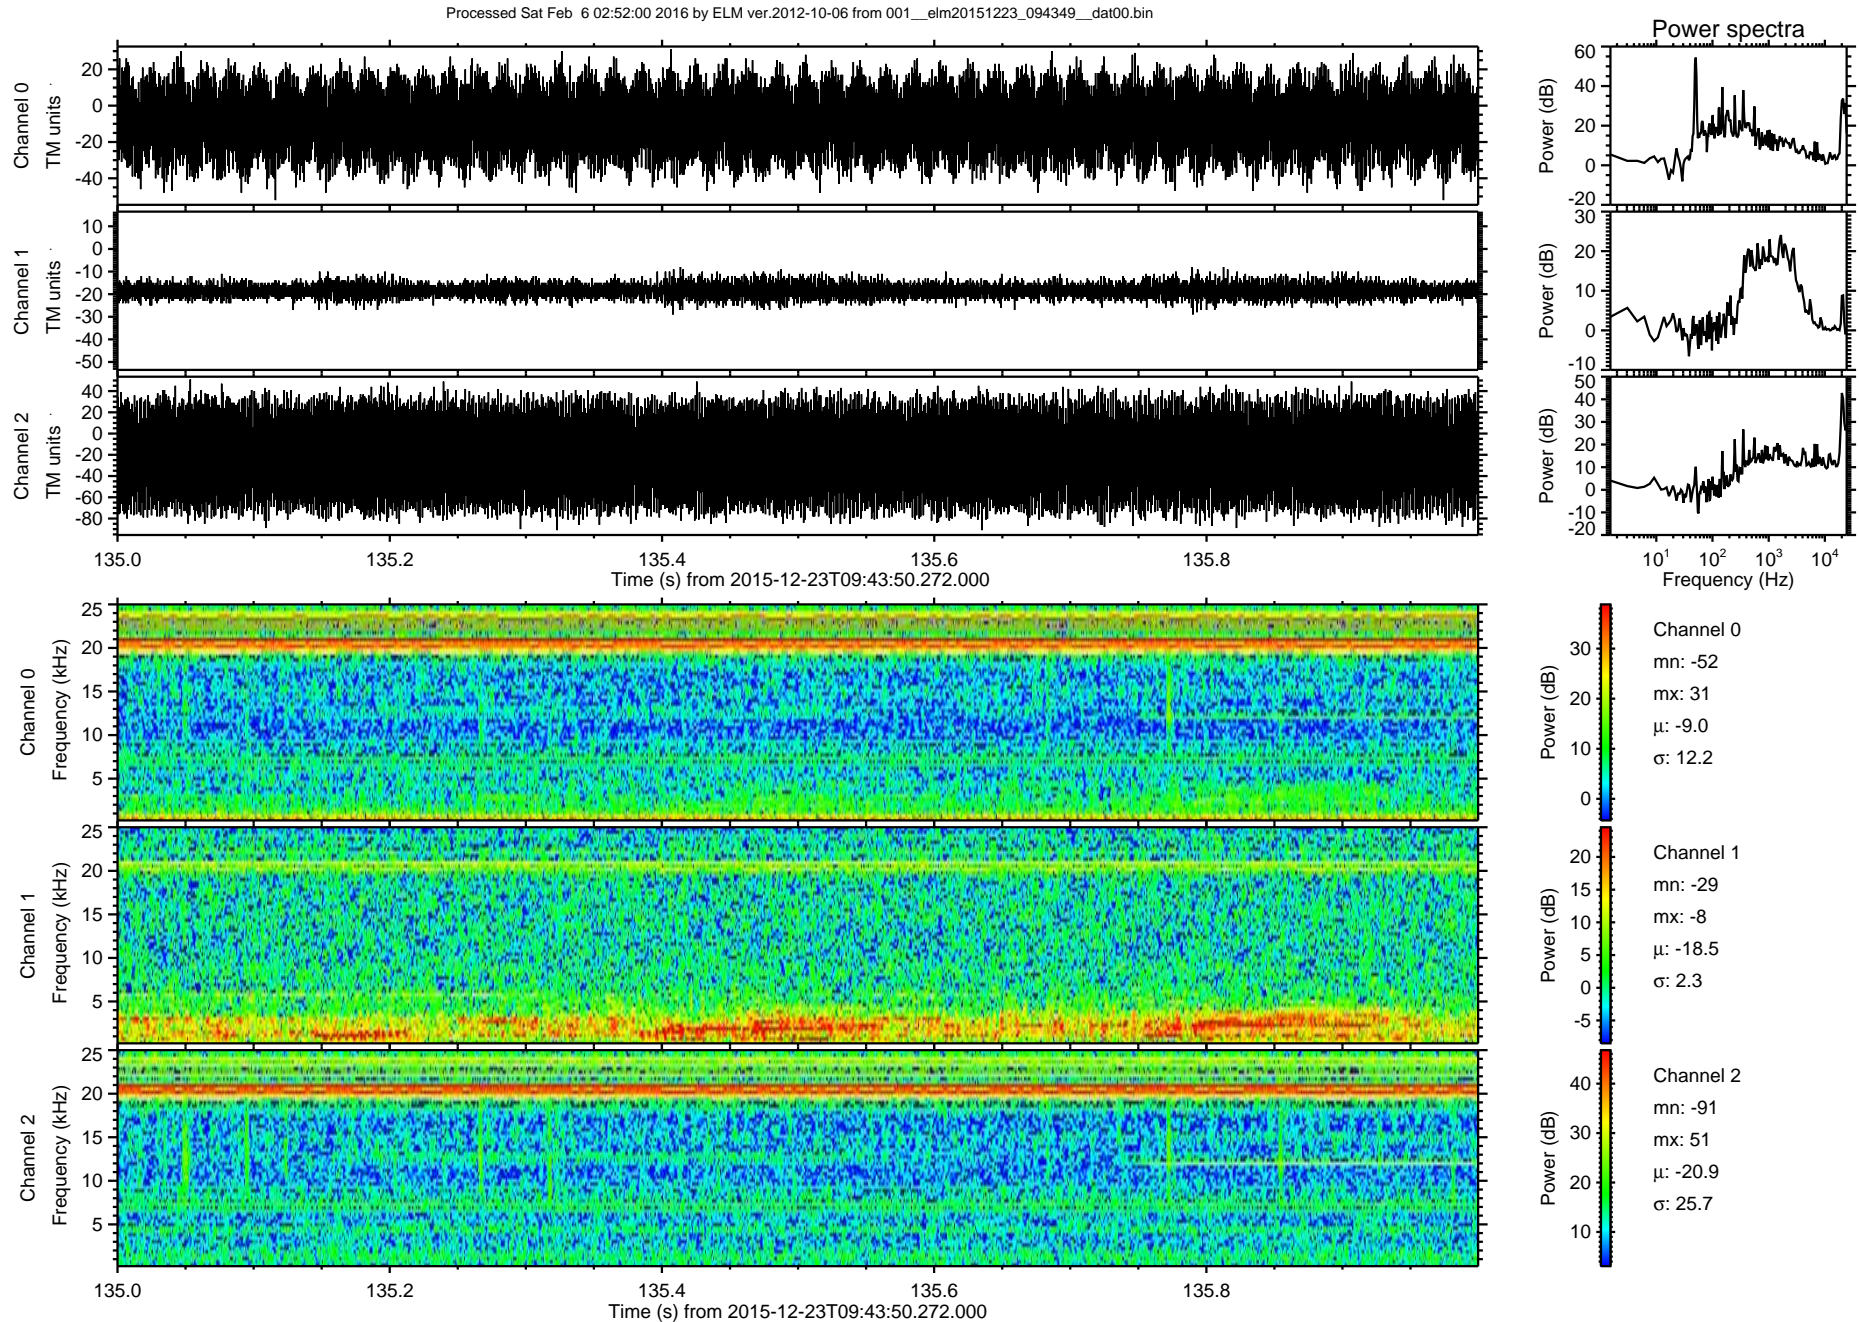 Processed Sat Feb  6 02:52:00 2016 by ELM ver.2012-10-06 from 001__elm20151223_094349__dat00.bin
Power spectra
Channel 0
TM units
20
0
-20
-40
Power (dB)
60
40
20
0
-20
Channel 1
TM units
10
0
-10
-20
-30
-40
-50
Power (dB)
30
20
10
0
-10
Channel 2
TM units
40
20
0
-20
-40
-60
-80
Power (dB)
50
40
30
20
10
0
-10
-20
135.0 135.2 135.4 135.6 135.8
Time (s) from 2015-12-23T09:43:50.272.000
10¹ 10² 10³ 10⁴
Frequency (Hz)
Channel 0
Frequency (kHz)
25
20
15
10
5
Power (dB)
30
20
10
0
Channel 0
mn: -52
mx: 31
μ: -9.0
σ: 12.2
Channel 1
Frequency (kHz)
25
20
15
10
5
Power (dB)
20
15
10
5
0
-5
Channel 1
mn: -29
mx: -8
μ: -18.5
σ: 2.3
Channel 2
Frequency (kHz)
25
20
15
10
5
Power (dB)
40
30
20
10
Channel 2
mn: -91
mx: 51
μ: -20.9
σ: 25.7
135.0 135.2 135.4 135.6 135.8
Time (s) from 2015-12-23T09:43:50.272.000